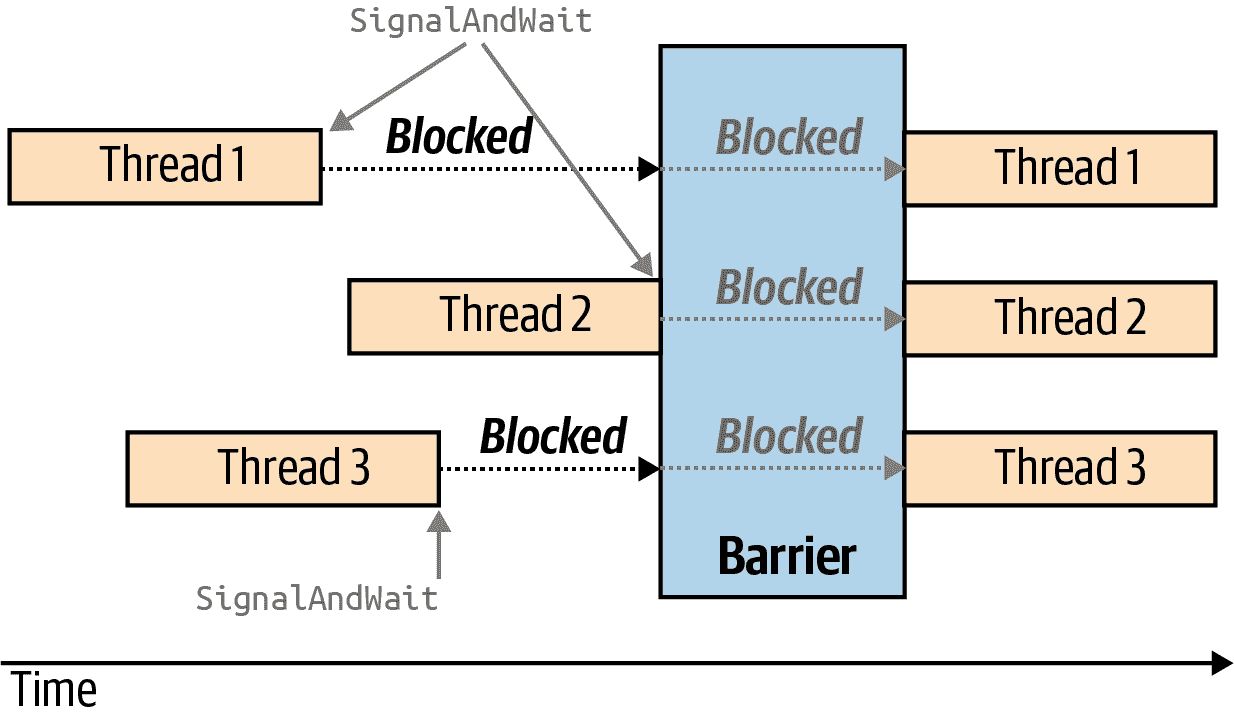 SignalAndWait
Thread 1
Blocked
Blocked
Thread 1
Thread 2
Blocked
Thread 2
Thread 3
Blocked
Blocked
Thread 3
Barrier
SignalAndWait
Time